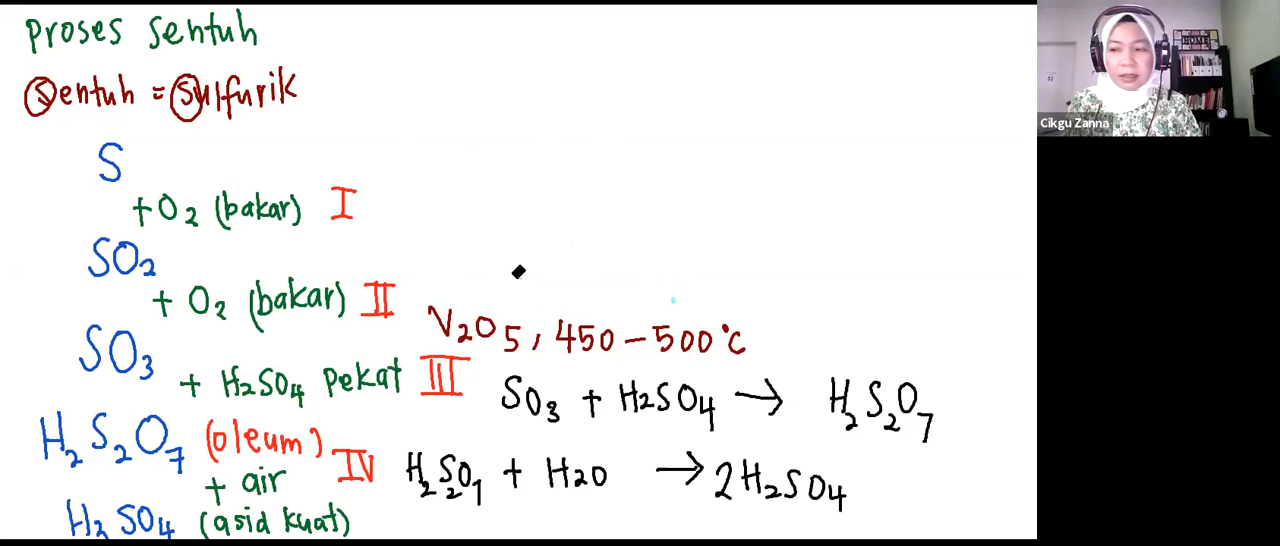 Proses Sentuh
Sentuh = Sulfurik
S
+ O2 (bakar) I
SO2
+ O2 (bakar) II
V2O5, 450 – 500°C
SO3
+ H2SO4 pekat III
SO3 + H2SO4 → H2S2O7
H2S2O7 (oleum)
+ air IV
H2S2O7 + H2O → 2H2SO4
H2SO4 (asid kuat)
Cikgu Zanna
HOME